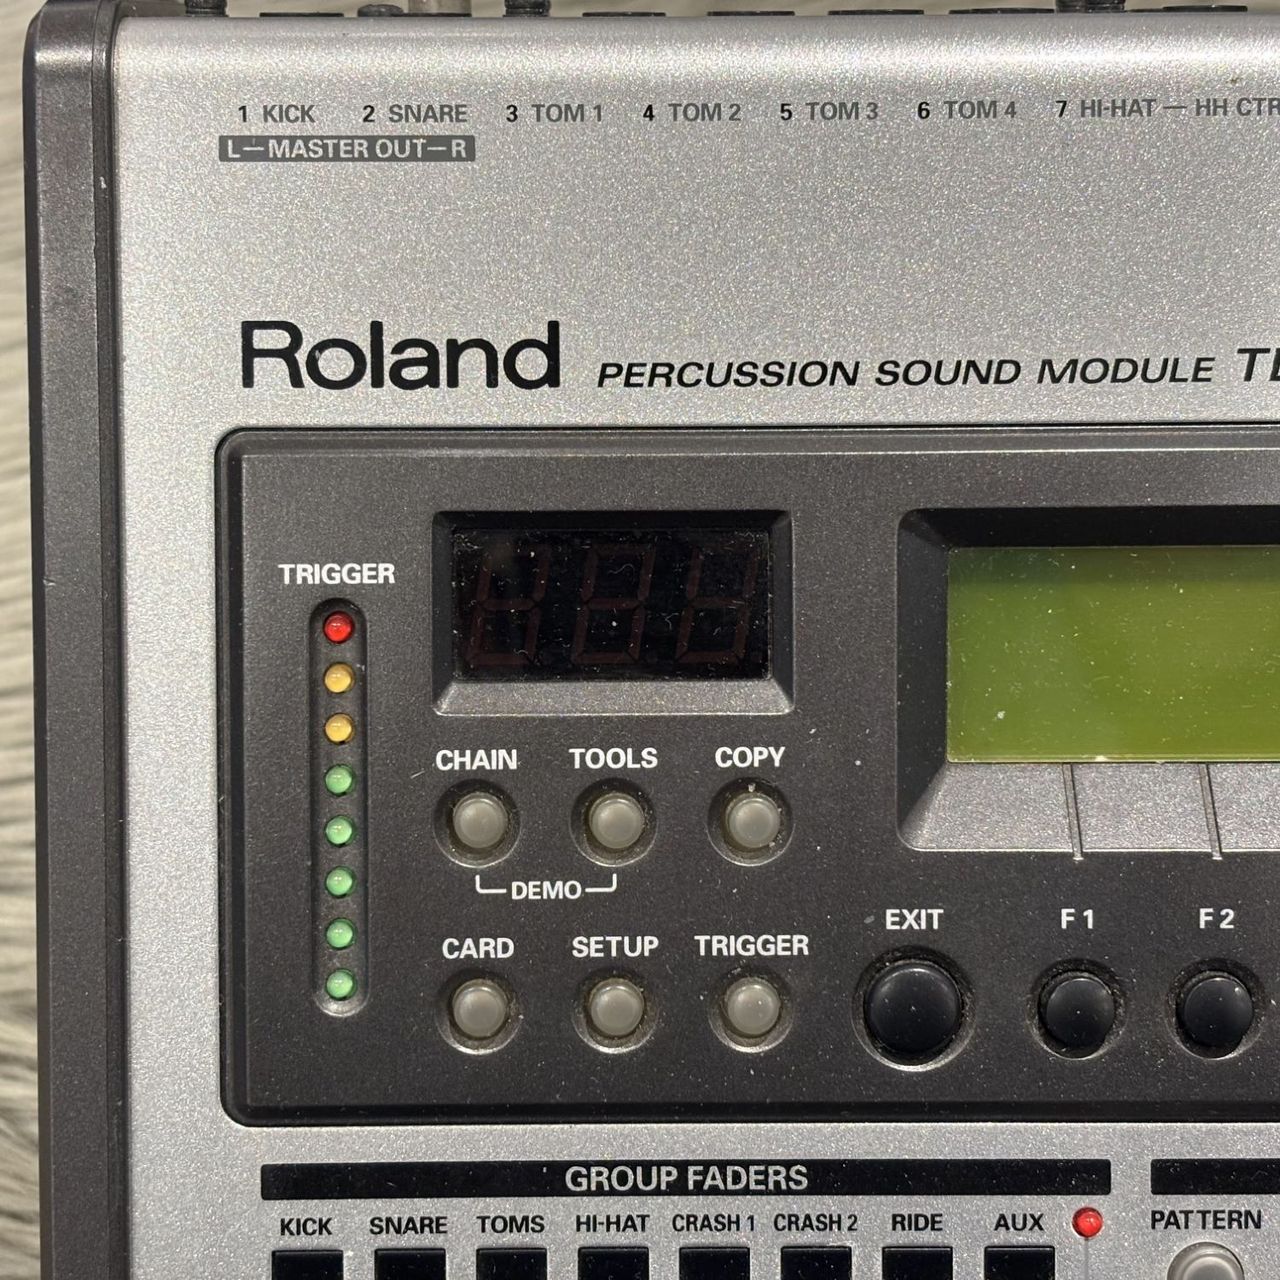 1 KICK 2 SNARE 3 TOM 1 4 TOM 2 5 TOM 3 6 TOM 4 7 HI-HAT — HH CTR
L—MASTER OUT—R
Roland PERCUSSION SOUND MODULE
TRIGGER
CHAIN TOOLS COPY
DEMO
EXIT F1 F2
CARD SETUP TRIGGER
GROUP FADERS
KICK SNARE TOMS HI-HAT CRASH 1 CRASH 2 RIDE AUX PATTERN